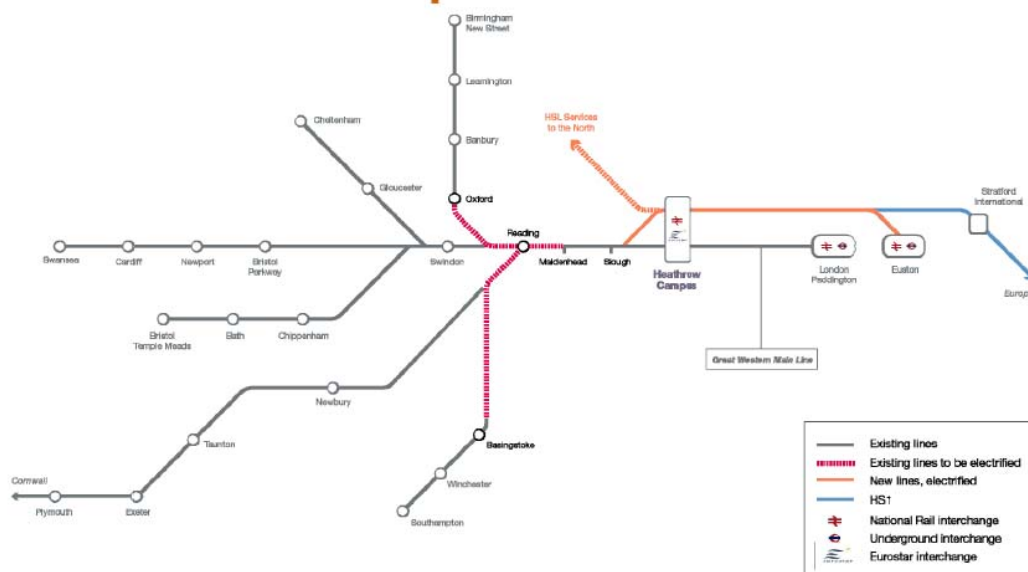 Birmingham
New Street
Leamington
Banbury
Oxford
Cheltenham
Gloucester
HSL Services
to the North
Stratford
International
Reading
Swansea
Cardiff
Newport
Bristol
Parkway
Swindon
Maidenhead
Slough
Heathrow
Campus
London
Paddington
Euston
Europ
Bristol
Temple Meads
Bath
Chippenham
Great Western Main Line
Newbury
Taunton
Basingstoke
Winchester
Southampton
Cornwall
Plymouth
Exeter
Existing lines
Existing lines to be electrified
New lines, electrified
HS1
National Rail interchange
Underground interchange
Eurostar interchange